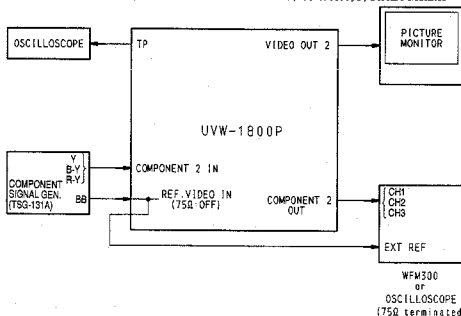 PICTURE
MONITOR
OSCILLOSCOPE
TP
VIDEO OUT 2
UVW-1800P
Y
B-Y
R-Y
COMPONENT
SIGNAL GEN.
(TSG-131A)
BB
COMPONENT 2 IN
REF. VIDEO IN
(75Ω:OFF)
COMPONENT 2
OUT
CH1
CH2
CH3
EXT REF
WFM300
or
OSCILLOSCOPE
(75Ω terminated